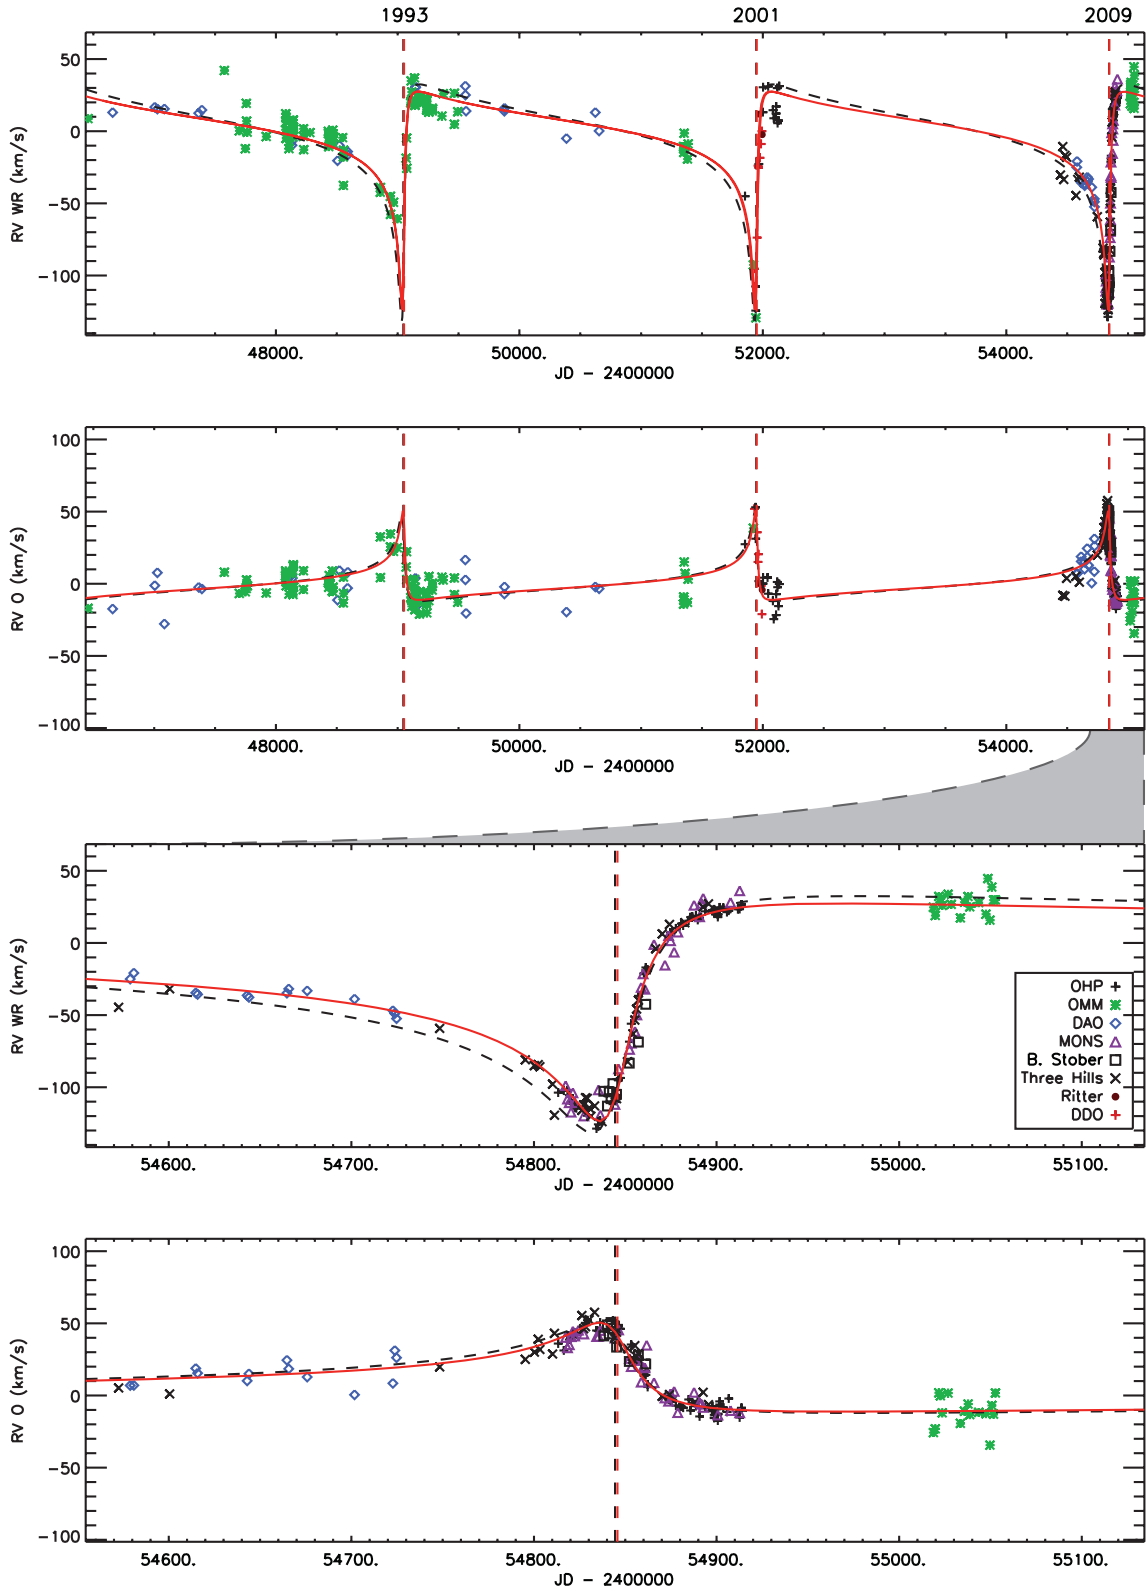 1993 2001 2009
50
0
−50
−100
RV WR (km/s)
48000. 50000. 52000. 54000.
JD − 2400000
100
50
0
−50
−100
RV O (km/s)
48000. 50000. 52000. 54000.
JD − 2400000
50
0
−50
−100
RV WR (km/s)
OHP
OMM
DAO
MONS
B. Stober
Three Hills
Ritter
DDO
54600. 54700. 54800. 54900. 55000. 55100.
JD − 2400000
100
50
0
−50
−100
RV O (km/s)
54600. 54700. 54800. 54900. 55000. 55100.
JD − 2400000